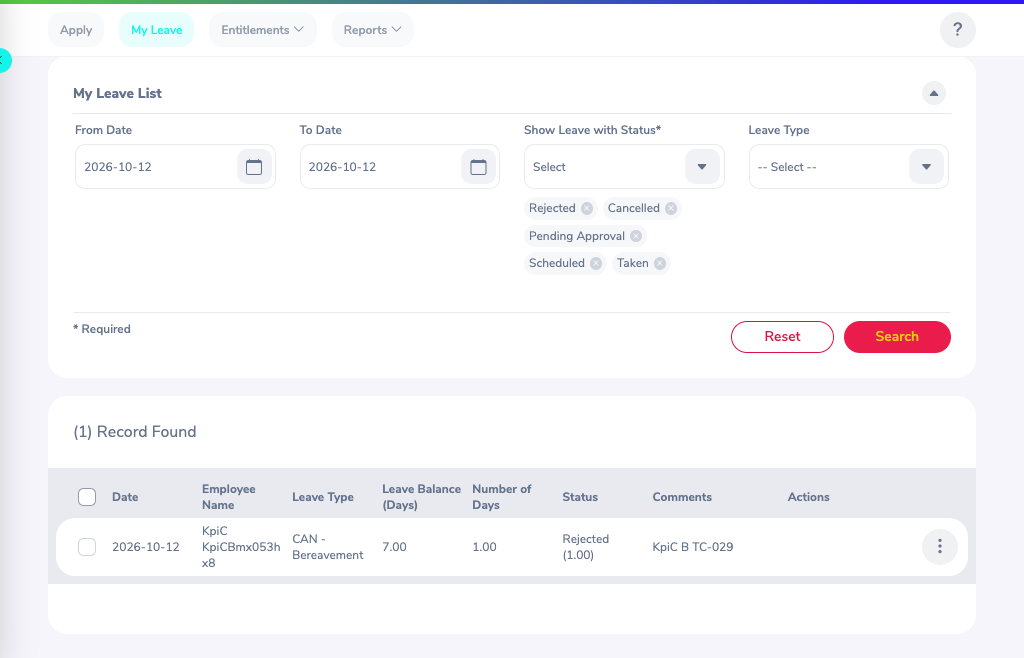 Apply
My Leave
Entitlements
Reports
?
My Leave List
From Date
To Date
Show Leave with Status*
Leave Type
2026-10-12
2026-10-12
Select
-- Select --
Rejected
Cancelled
Pending Approval
Scheduled
Taken
* Required
Reset
Search
(1) Record Found
Date
Employee
Name
Leave Type
Leave Balance
(Days)
Number of
Days
Status
Comments
Actions
2026-10-12
KpiC
KpiCBmx053h
x8
CAN -
Bereavement
7.00
1.00
Rejected
(1.00)
KpiC B TC-029